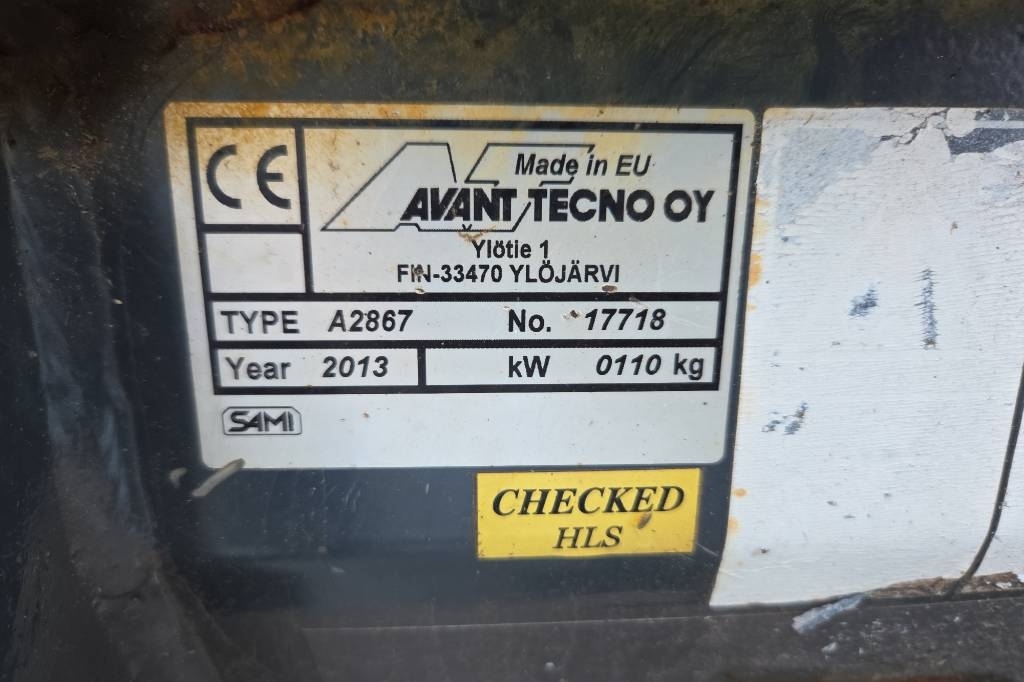 CE
Made in EU
AVANT TECNO OY
Ylötie 1
FIN-33470 YLÖJÄRVI
TYPE A2867 No. 17718
Year 2013 kW 0110 kg
SAMI
CHECKED
HLS